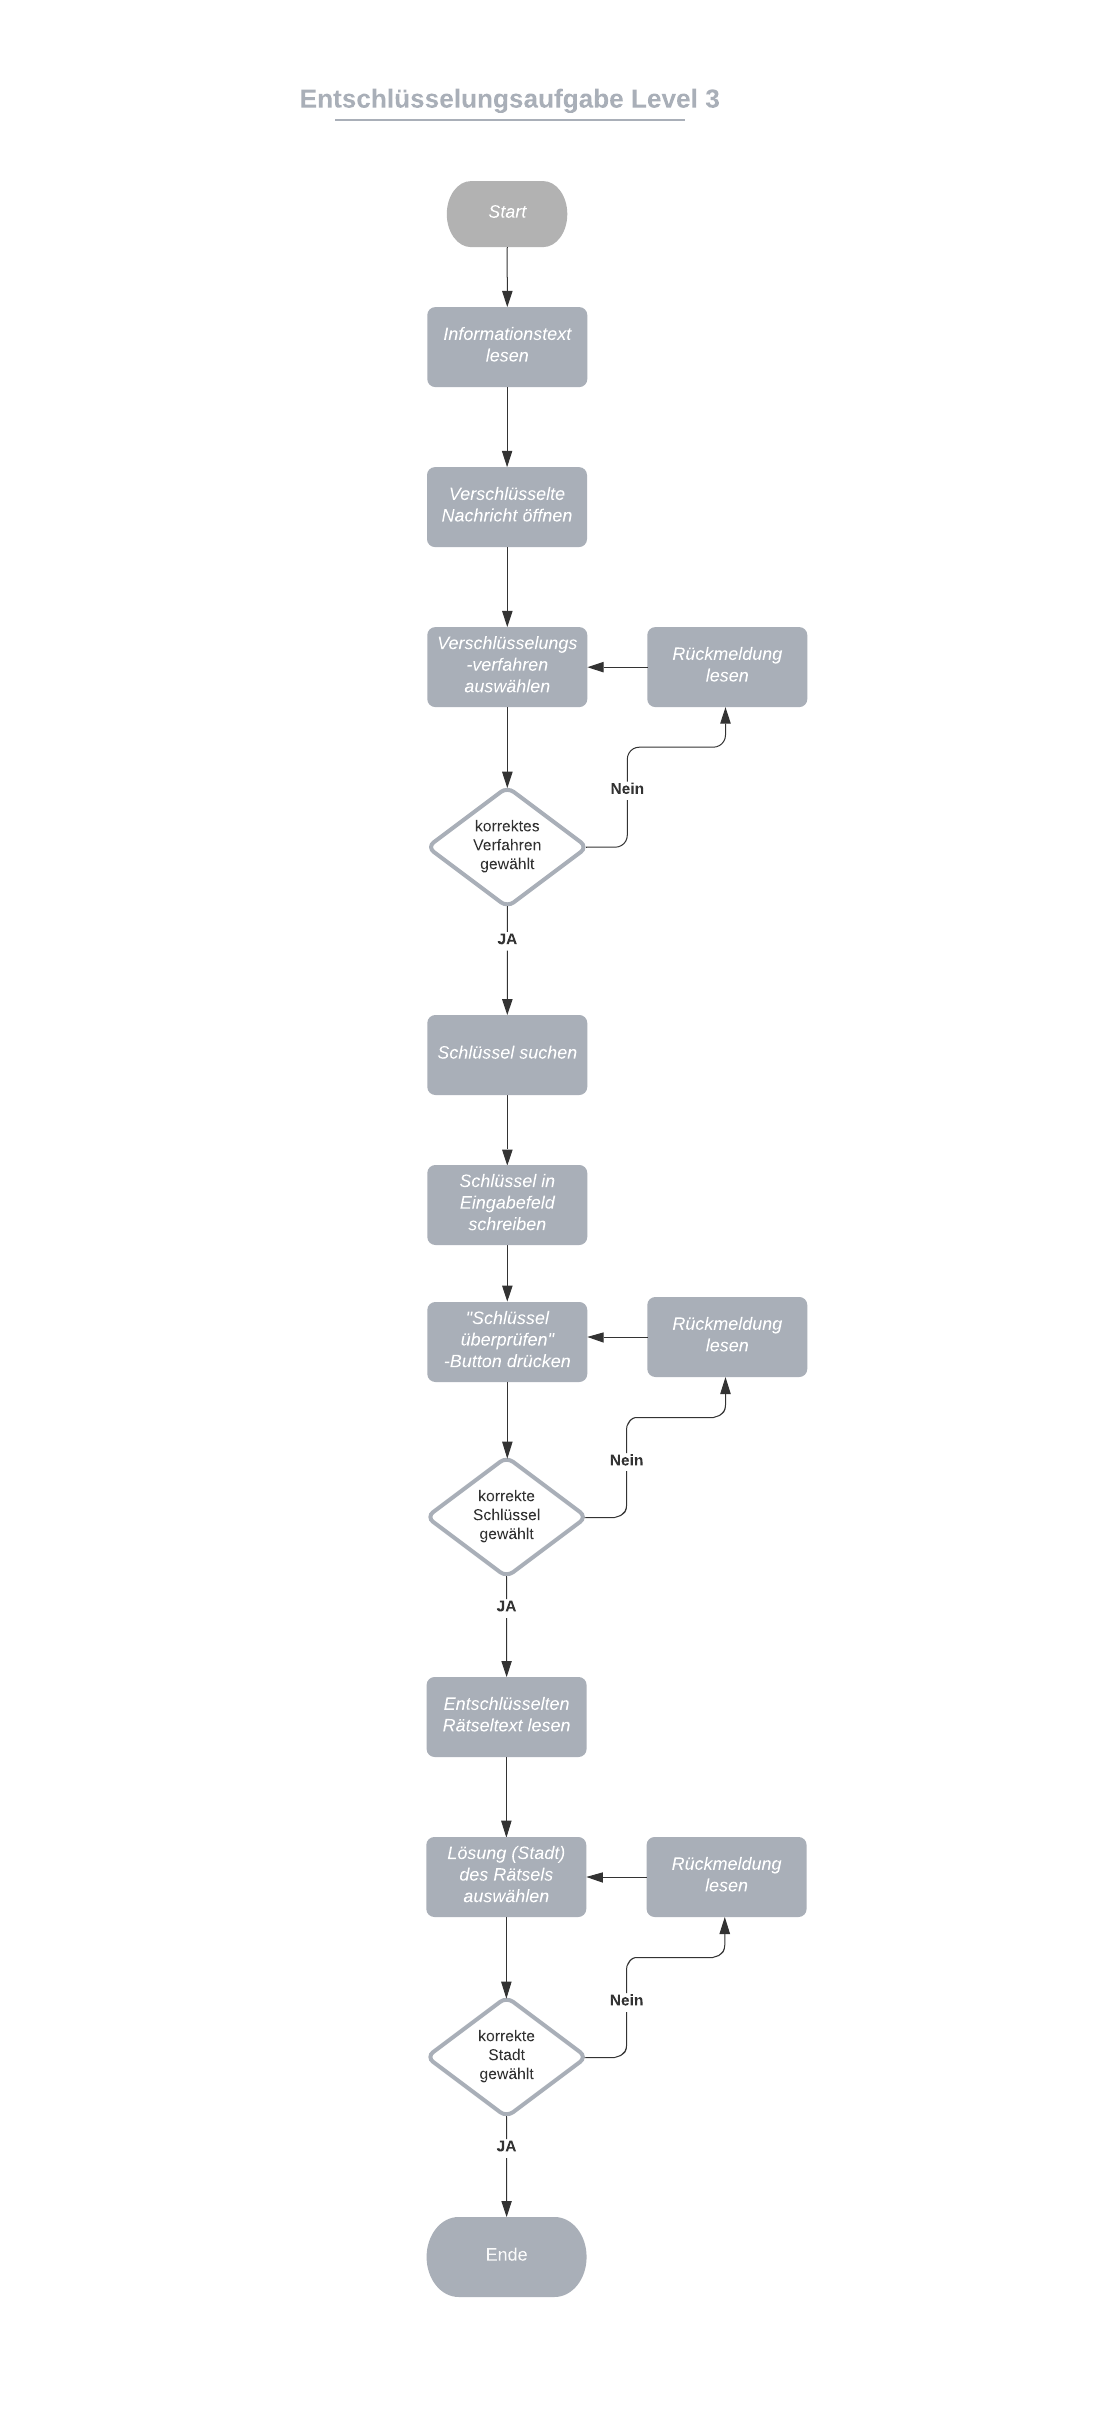 Entschlüsselungsaufgabe Level 3
Start
Informationstext
lesen
Verschlüsselte
Nachricht öffnen
Verschlüsselungs
-verfahren
auswählen
Rückmeldung
lesen
Nein
korrektes
Verfahren
gewählt
JA
Schlüssel suchen
Schlüssel in
Eingabefeld
schreiben
"Schlüssel
überprüfen"
-Button drücken
Rückmeldung
lesen
Nein
korrekte
Schlüssel
gewählt
JA
Entschlüsselten
Rätseltext lesen
Lösung (Stadt)
des Rätsels
auswählen
Rückmeldung
lesen
Nein
korrekte
Stadt
gewählt
JA
Ende